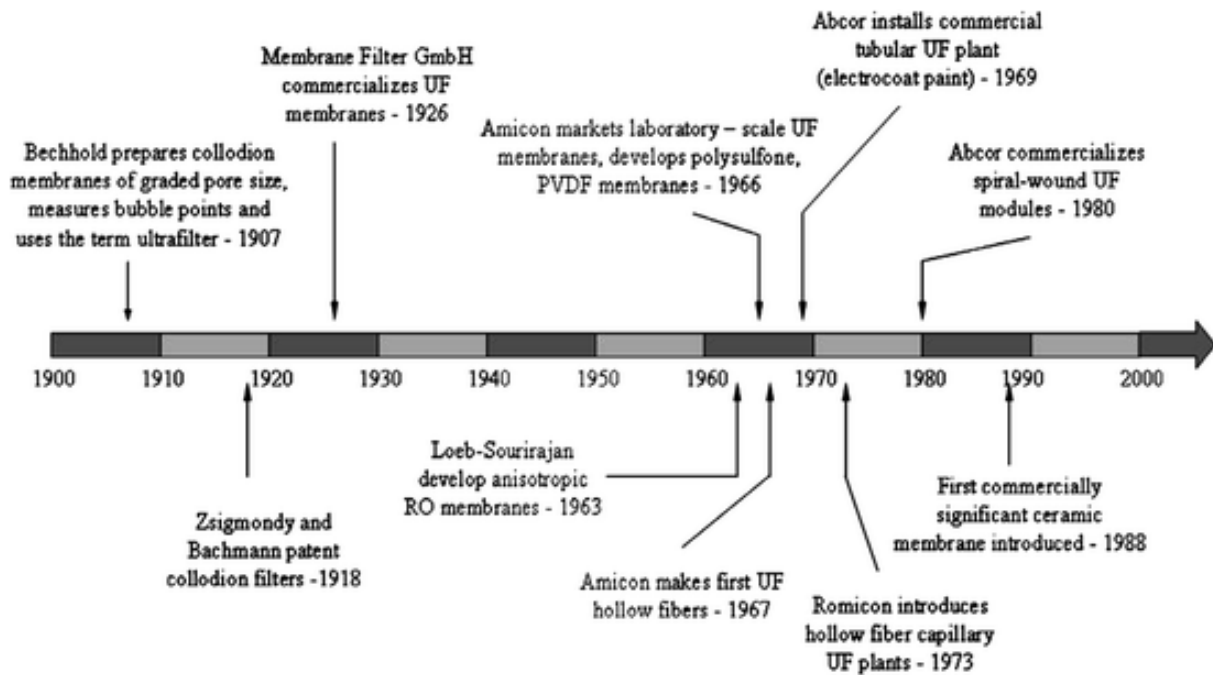 Bechhold prepares collodion
membranes of graded pore size,
measures bubble points and
uses the term ultrafilter - 1907
Membrane Filter GmbH
commercializes UF
membranes - 1926
Amicon markets laboratory – scale UF
membranes, develops polysulfone,
PVDF membranes - 1966
Abcor installs commercial
tubular UF plant
(electrocoat paint) - 1969
Abcor commercializes
spiral-wound UF
modules - 1980
1900 1910 1920 1930 1940 1950 1960 1970 1980 1990 2000
Zsigmondy and
Bachmann patent
collodion filters -1918
Loeb-Sourirajan
develop anisotropic
RO membranes - 1963
Amicon makes first UF
hollow fibers - 1967
Romicon introduces
hollow fiber capillary
UF plants - 1973
First commercially
significant ceramic
membrane introduced - 1988